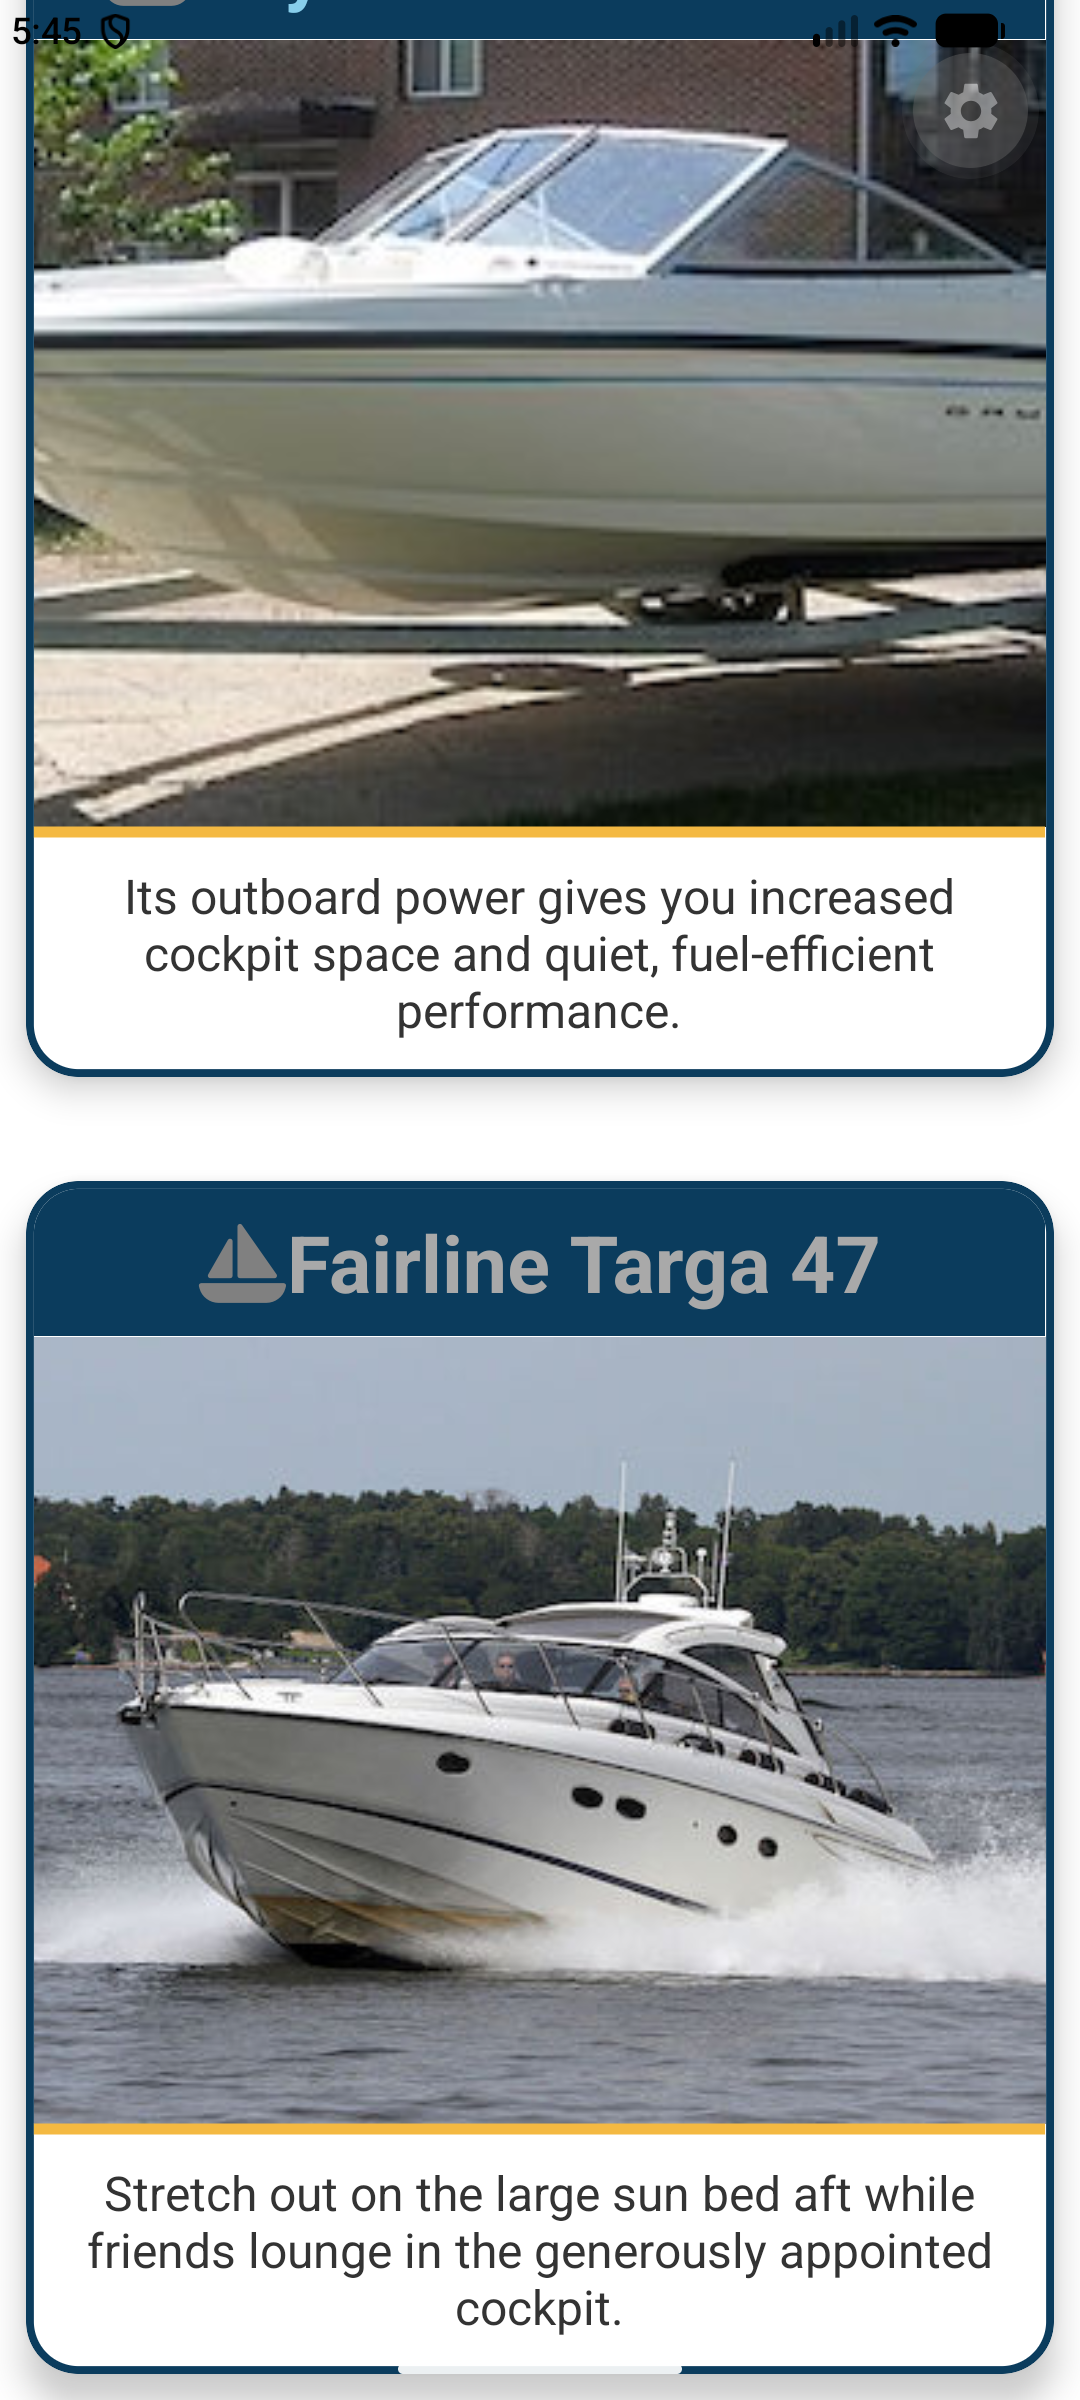 5:45
Its outboard power gives you increased
cockpit space and quiet, fuel-efficient
performance.
Fairline Targa 47
Stretch out on the large sun bed aft while
friends lounge in the generously appointed
cockpit.